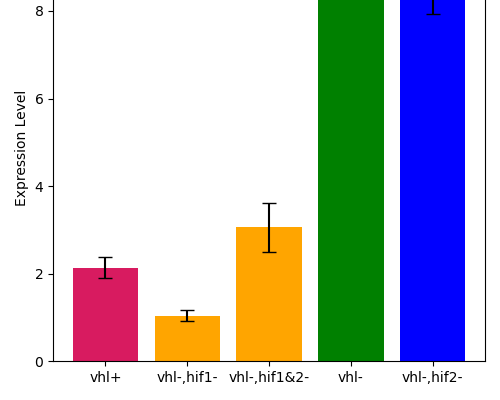 8
6
4
2
0
Expression Level
vhl+
vhl-,hif1-
vhl-,hif1&2-
vhl-
vhl-,hif2-